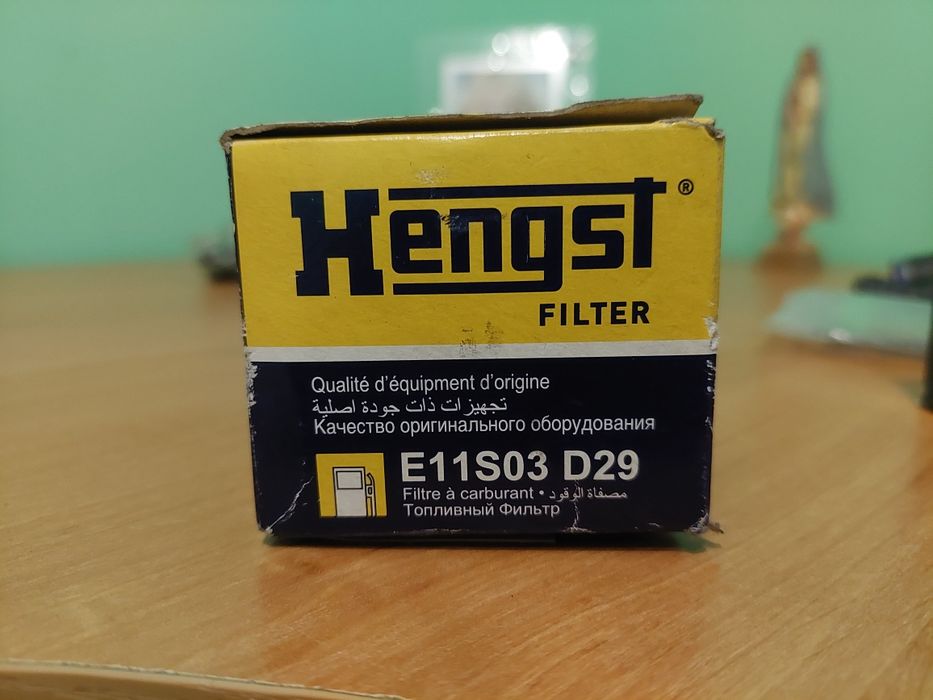 Hengst®
FILTER
Qualité d'équipment d'origine
تجهيزات ذات جودة اصلية
Качество оригинального оборудования
E11S03 D29
Filtre à carburant • مصفاة الوقود
Топливный Фильтр